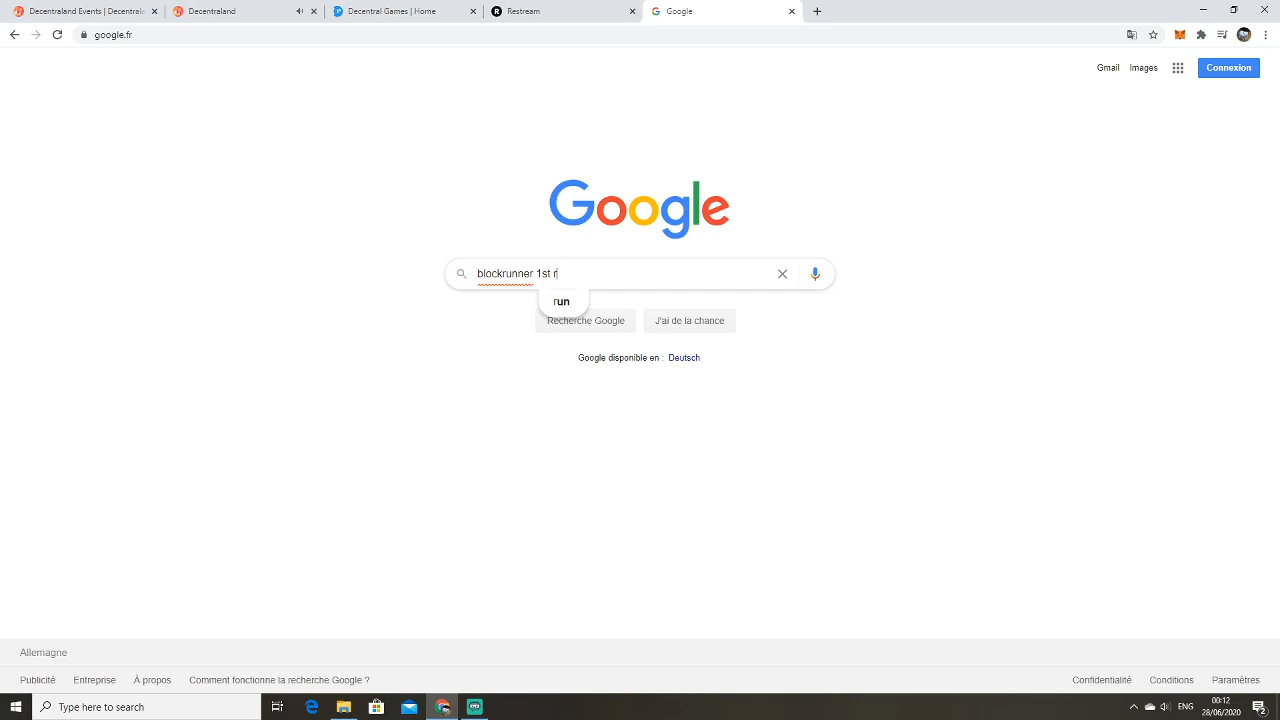 Decentraland Events | Decentrala
Decentraland
Decentral Games | Home
Restream
Google
google.fr
Gmail
Images
Connexion
Google
blockrunner 1st r
run
Recherche Google
J'ai de la chance
Google disponible en : Deutsch
Allemagne
Publicité
Entreprise
À propos
Comment fonctionne la recherche Google ?
Confidentialité
Conditions
Paramètres
Type here to search
ENG
00:12
28/06/2020
2